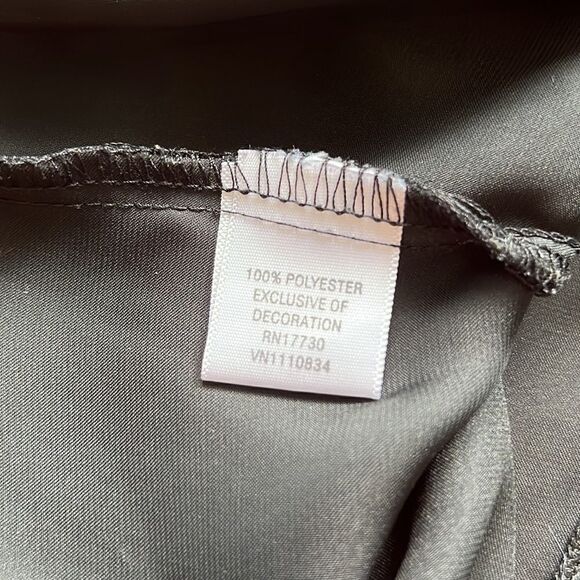 100% POLYESTER
EXCLUSIVE OF
DECORATION
RN17730
VN1110834